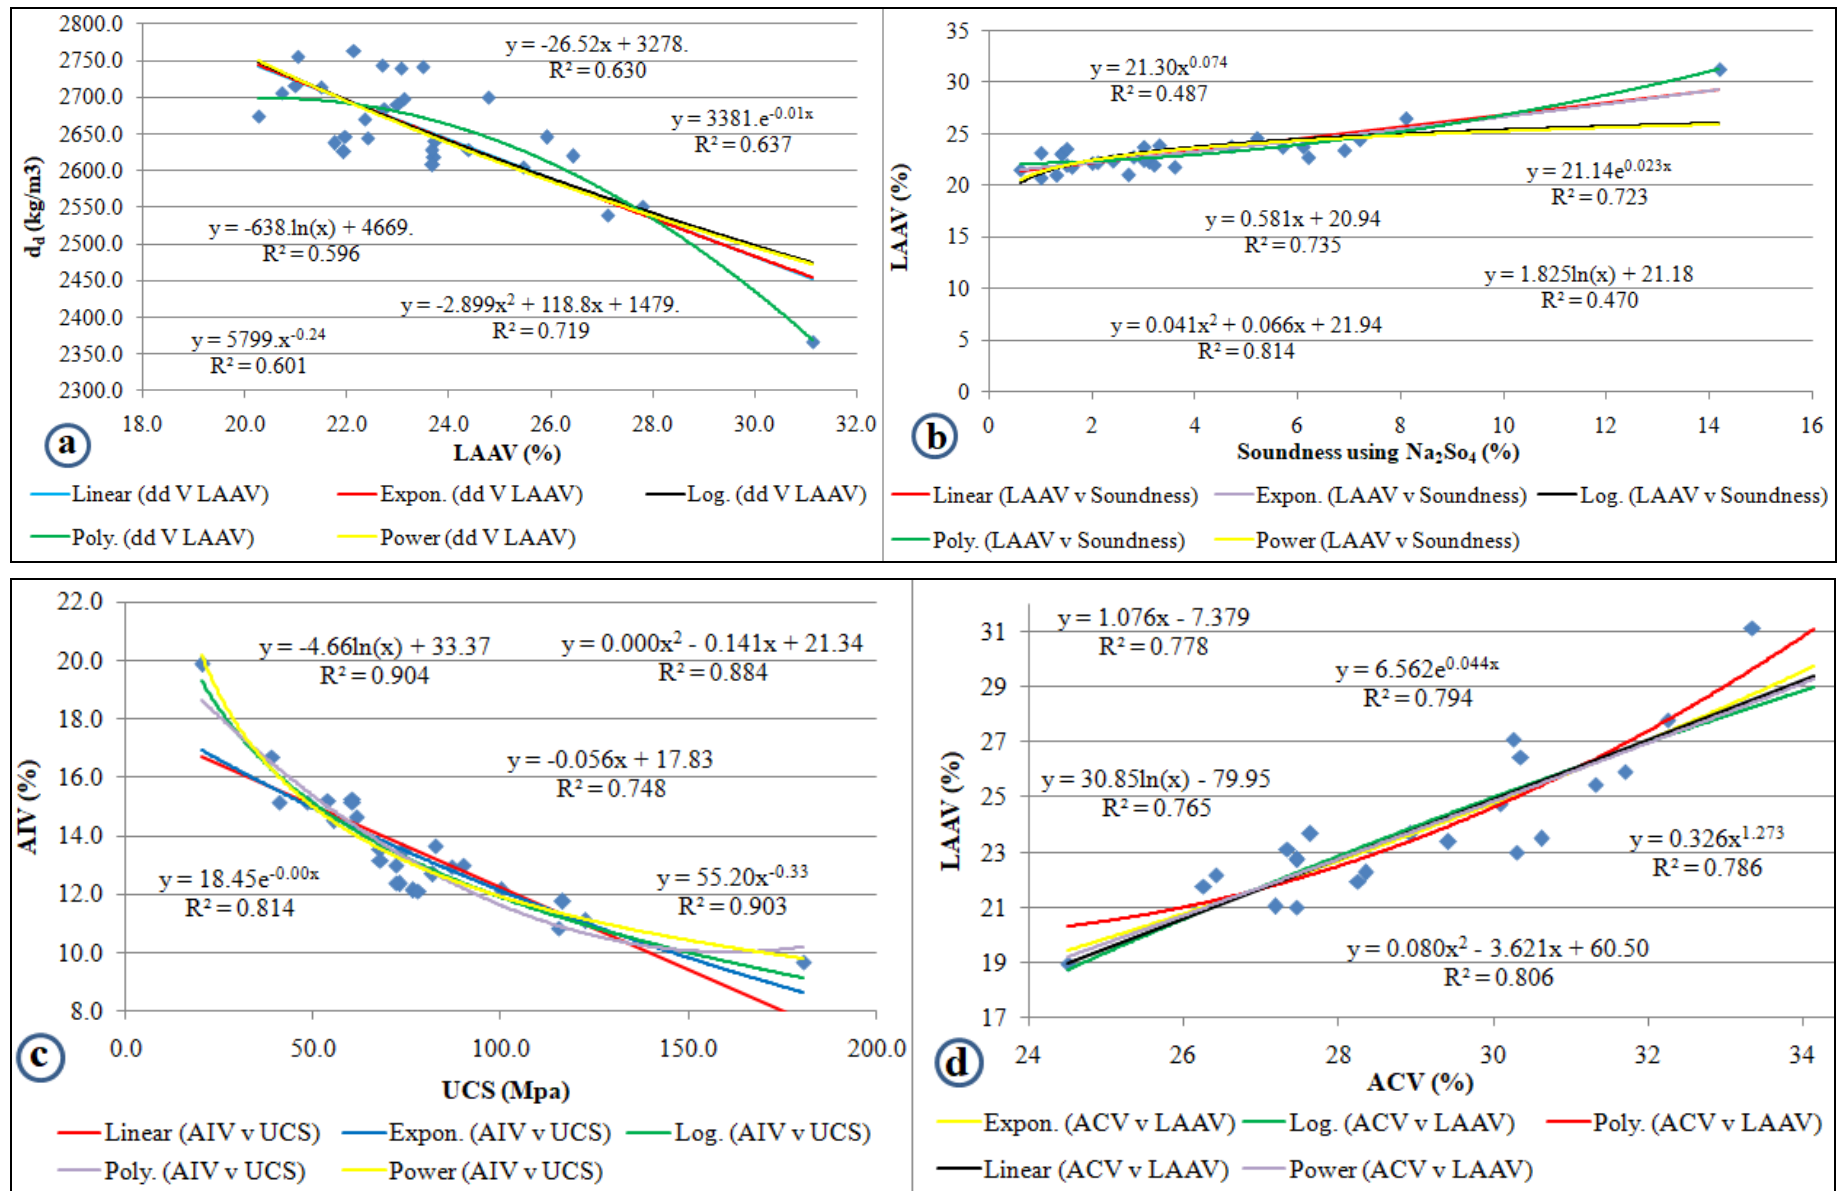 2800.0
2750.0
2700.0
2650.0
2600.0
2550.0
2500.0
2450.0
2400.0
2350.0
2300.0
dd (kg/m3)
y = -26.52x + 3278.
R² = 0.630
y = 3381.e-0.01x
R² = 0.637
y = -638.ln(x) + 4669.
R² = 0.596
y = -2.899x2 + 118.8x + 1479.
R² = 0.719
y = 5799.x-0.24
R² = 0.601
18.0 20.0 22.0 24.0 26.0 28.0 30.0 32.0
a
LAAV (%)
Linear (dd V LAAV) Expon. (dd V LAAV) Log. (dd V LAAV)
Poly. (dd V LAAV) Power (dd V LAAV)
35
30
25
20
15
10
5
0
LAAV (%)
y = 21.30x0.074
R² = 0.487
y = 21.14e0.023x
R² = 0.723
y = 0.581x + 20.94
R² = 0.735
y = 1.825ln(x) + 21.18
R² = 0.470
y = 0.041x2 + 0.066x + 21.94
R² = 0.814
0 2 4 6 8 10 12 14 16
b
Soundness using Na2So4 (%)
Linear (LAAV v Soundness) Expon. (LAAV v Soundness) Log. (LAAV v Soundness)
Poly. (LAAV v Soundness) Power (LAAV v Soundness)
22.0
20.0
18.0
16.0
14.0
12.0
10.0
8.0
AIV (%)
y = -4.66ln(x) + 33.37
R² = 0.904
y = 0.000x2 - 0.141x + 21.34
R² = 0.884
y = -0.056x + 17.83
R² = 0.748
y = 18.45e-0.00x
R² = 0.814
y = 55.20x-0.33
R² = 0.903
0.0 50.0 100.0 150.0 200.0
c
UCS (Mpa)
Linear (AIV v UCS) Expon. (AIV v UCS) Log. (AIV v UCS)
Poly. (AIV v UCS) Power (AIV v UCS)
31
29
27
25
23
21
19
17
LAAV (%)
y = 1.076x - 7.379
R² = 0.778
y = 6.562e0.044x
R² = 0.794
y = 30.85ln(x) - 79.95
R² = 0.765
y = 0.326x1.273
R² = 0.786
y = 0.080x2 - 3.621x + 60.50
R² = 0.806
24 26 28 30 32 34
d
ACV (%)
Expon. (ACV v LAAV) Log. (ACV v LAAV) Poly. (ACV v LAAV)
Linear (ACV v LAAV) Power (ACV v LAAV)